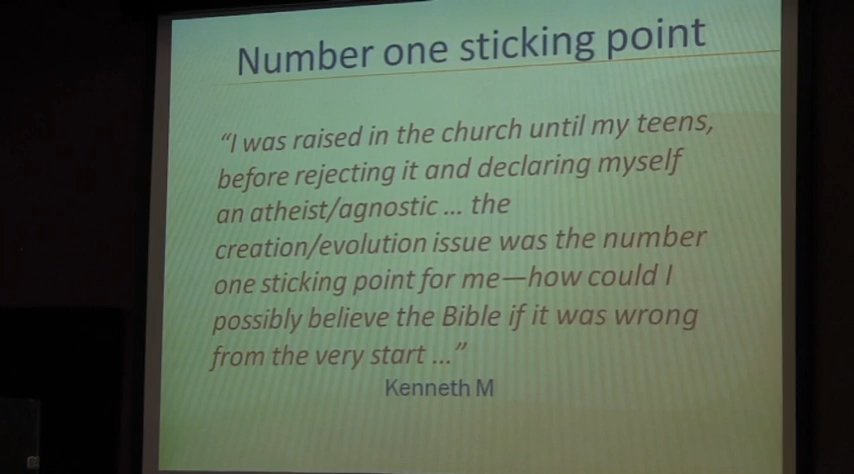 Number one sticking point
“I was raised in the church until my teens,
before rejecting it and declaring myself
an atheist/agnostic ... the
creation/evolution issue was the number
one sticking point for me—how could I
possibly believe the Bible if it was wrong
from the very start ...”
Kenneth M